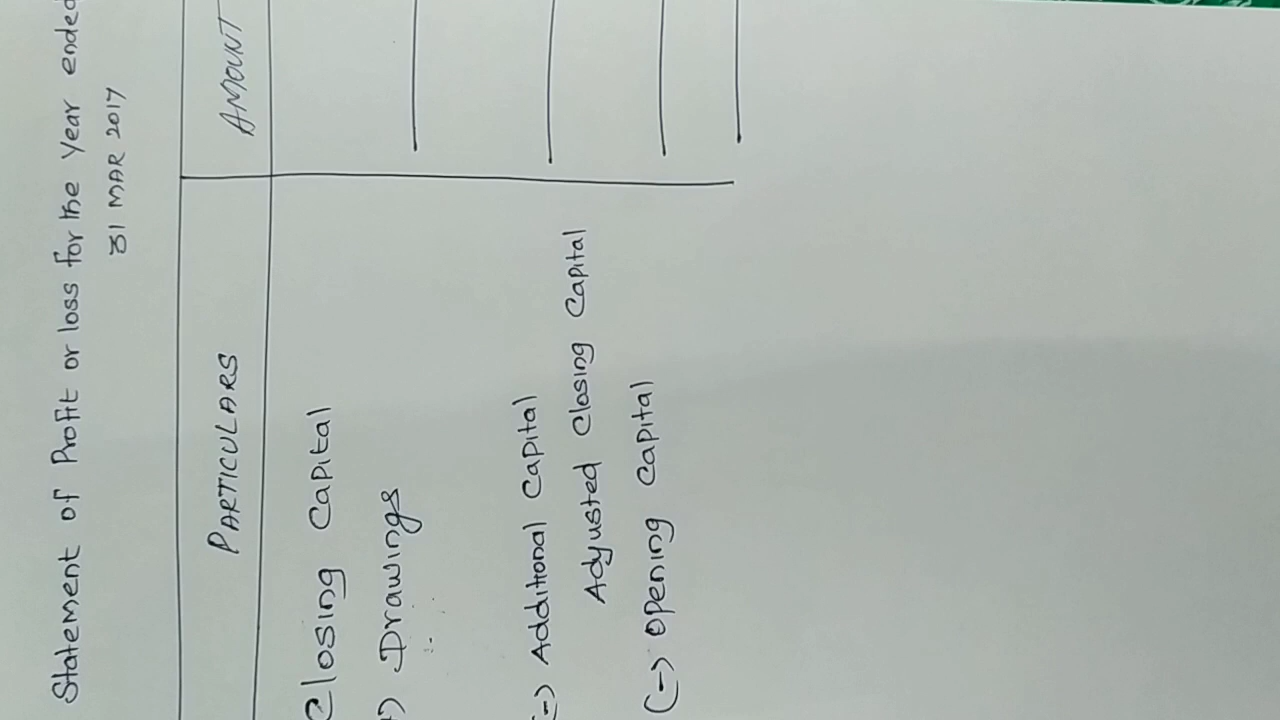 Statement of Profit or loss for the Year ended
31 MAR 2017
PARTICULARS AMOUNT
Closing Capital
+) Drawings
(-) Additional Capital
Adjusted Closing Capital
(-) Opening Capital